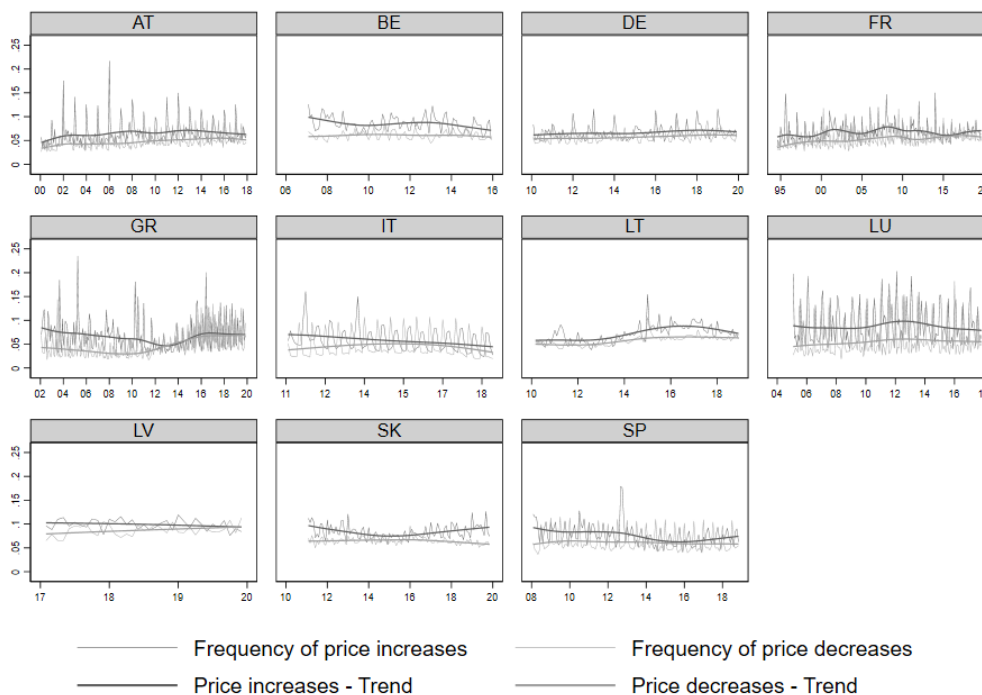 AT BE DE FR
0 .05 .1 .15 .2 .25
00 02 04 06 08 10 12 14 16 18
06 08 10 12 14 16
10 12 14 16 18 20
95 00 05 10 15 20
GR IT LT LU
0 .05 .1 .15 .2 .25
02 04 06 08 10 12 14 16 18 20
11 12 14 15 17 18
10 12 14 15 17 19
04 06 08 10 12 14 16 18
LV SK SP
0 .05 .1 .15 .2 .25
17 18 19 20
10 12 15 18 20
08 10 12 14 16 18
Frequency of price increases Frequency of price decreases
Price increases - Trend Price decreases - Trend